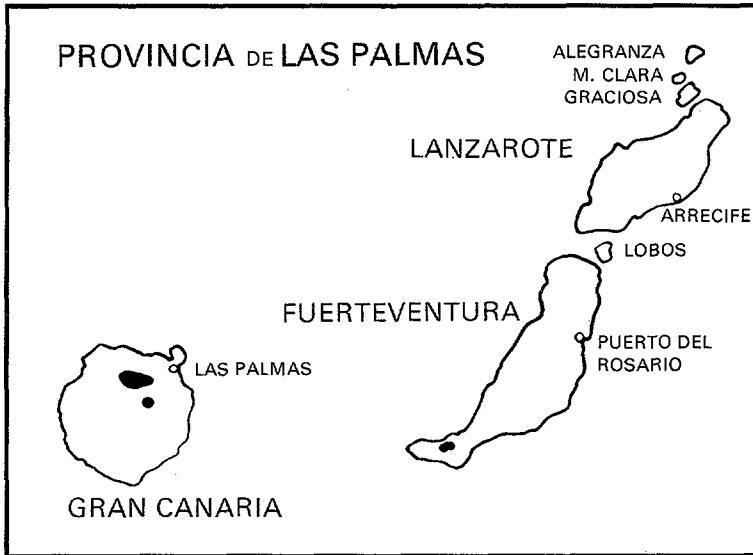 PROVINCIA DE LAS PALMAS
ALEGRANZA
M. CLARA
GRACIOSA
LANZAROTE
ARRECIFE
LOBOS
FUERTEVENTURA
PUERTO DEL
ROSARIO
LAS PALMAS
GRAN CANARIA